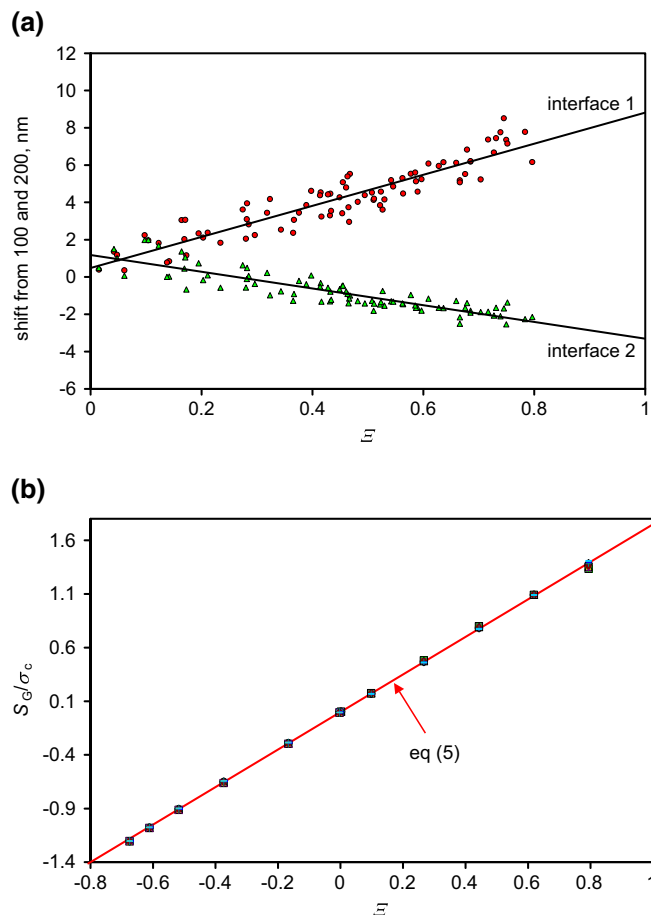 (a)
12
10
8
6
4
2
0
-2
-4
-6
shift from 100 and 200, nm
interface 1
interface 2
0 0.2 0.4 0.6 0.8 1
Ξ
(b)
1.6
1.1
0.6
0.1
-0.4
-0.9
-1.4
S_G/σ_c
eq (5)
-0.8 -0.6 -0.4 -0.2 0 0.2 0.4 0.6 0.8 1
Ξ